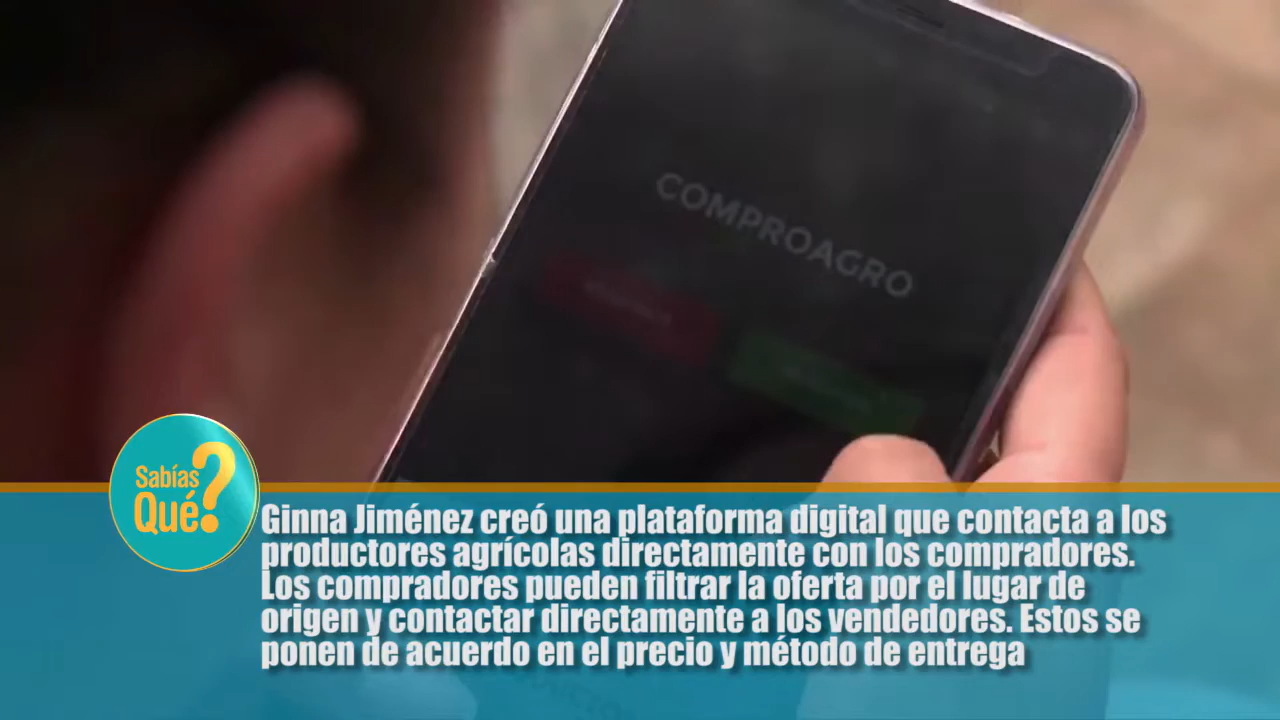 COMPROAGRO
Sabías
Qué?
Ginna Jiménez creó una plataforma digital que contacta a los
productores agrícolas directamente con los compradores.
Los compradores pueden filtrar la oferta por el lugar de
origen y contactar directamente a los vendedores. Estos se
ponen de acuerdo en el precio y método de entrega